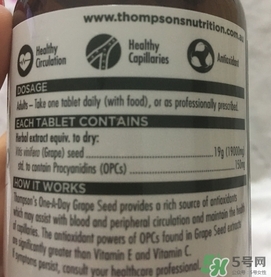 www.thompsonsnutrition.com.au
Healthy Circulation
Healthy Capillaries
Antioxidant
DOSAGE
Adults – Take one tablet daily (with food), or as professionally prescribed.
EACH TABLET CONTAINS
Herbal extract equiv. to dry:
Vitis vinifera (Grape) seed 19g (19000mg)
std. to contain Procyanidins (OPCs) 150mg
HOW IT WORKS
Thompson's One-A-Day Grape Seed provides a rich source of antioxidants
which may assist with blood and peripheral circulation and maintain the health
of capillaries. The antioxidant powers of OPCs found in Grape Seed extract
are significantly greater than Vitamin E and Vitamin C.
If symptoms persist, consult your healthcare professional.
5号网